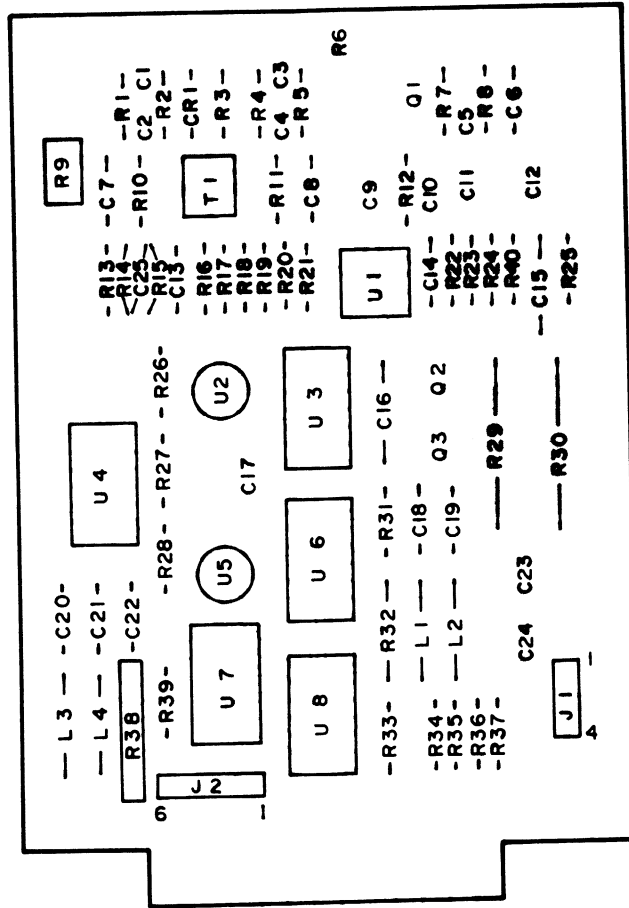 — L3 — -C20- R9
— L4 — -C21- U4 -R13- -C7-
-R14- -R1-
R38 -C22- -C25- -R10- C2 C1
6 -R39- -R28- -R27- -R26- -R15- -R2-
-C13- -CR1-
J2 U5 U2 -R16- T1
U7 -R17- -R3-
C17 -R18-
1 -R19- -R4-
-R20- -R11- C4 C3
-R21- -C8- -R5-
U8 U6 U3
R6
U1 C9
-R33- -R32 — -R31- — C16 —
-R12- Q1
— L1 — -C18- -C14- C10
-R34- Q3 Q2 -R7-
-R35- — L2 — -C19- -R22-
-R23- C11 C5
-R36- -R24- -R8-
-R37- — R29 —
-R40- -C6-
C24 C23 — C15 — C12
J1 — R30 — -R25-
4 1